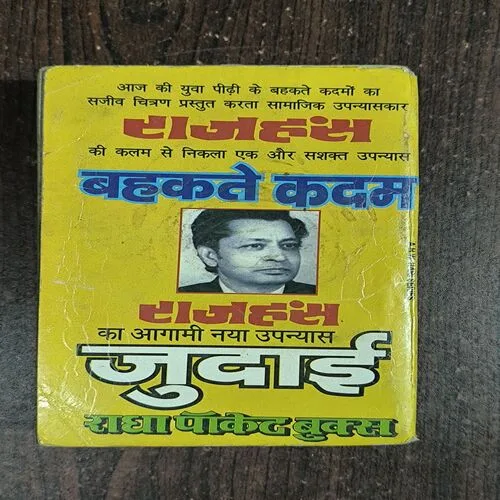 आज की युवा पीढ़ी के बहकते कदमों का
सजीव चित्रण प्रस्तुत करता सामाजिक उपन्यासकार
राजहंस
की कलम से निकला एक और सशक्त उपन्यास
बहकते कदम
राजहंस
का आगामी नया उपन्यास
जुदाई
राधा पॉकेट बुक्स